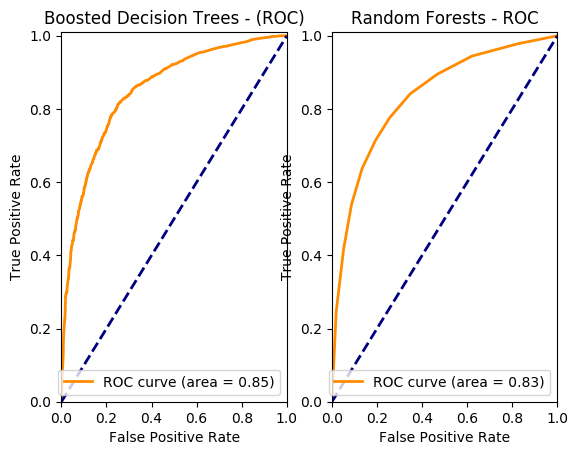 Boosted Decision Trees - (ROC)
1.0
0.8
0.6
0.4
0.2
0.0
True Positive Rate
ROC curve (area = 0.85)
0.0 0.2 0.4 0.6 0.8 1.0
False Positive Rate
Random Forests - ROC
1.0
0.8
0.6
0.4
0.2
0.0
True Positive Rate
ROC curve (area = 0.83)
0.0 0.2 0.4 0.6 0.8 1.0
False Positive Rate